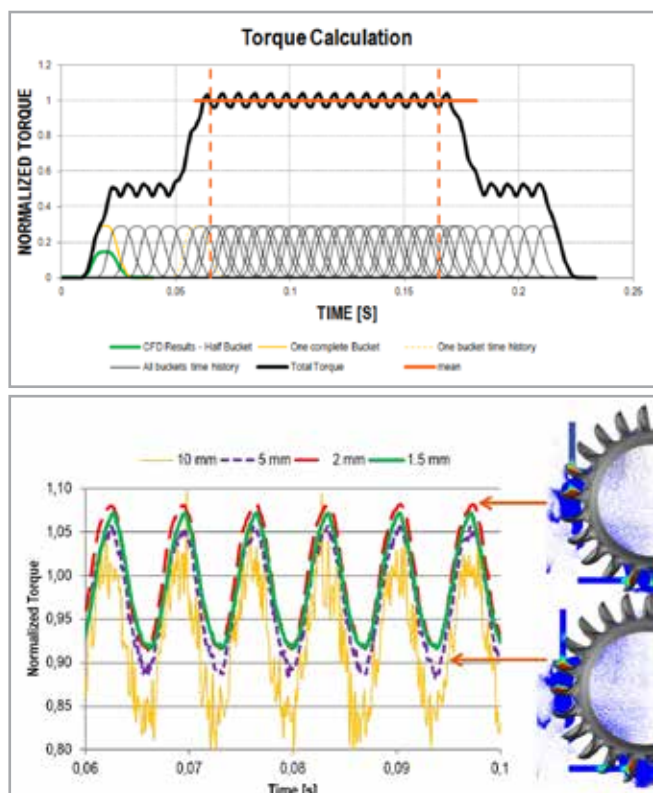 Torque Calculation
1.2
1
0.8
0.6
0.4
0.2
0
NORMALIZED TORQUE
0
0.05
0.1
0.15
0.2
0.25
TIME [S]
CFD Results - Half Bucket
One complete Bucket
One bucket time history
All buckets time history
Total Torque
mean
10 mm
5 mm
2 mm
1.5 mm
1,10
1,05
1,00
0,95
0,90
0,85
0,80
Normalized Torque
0,06
0,07
0,08
0,09
0,1
Time [s]